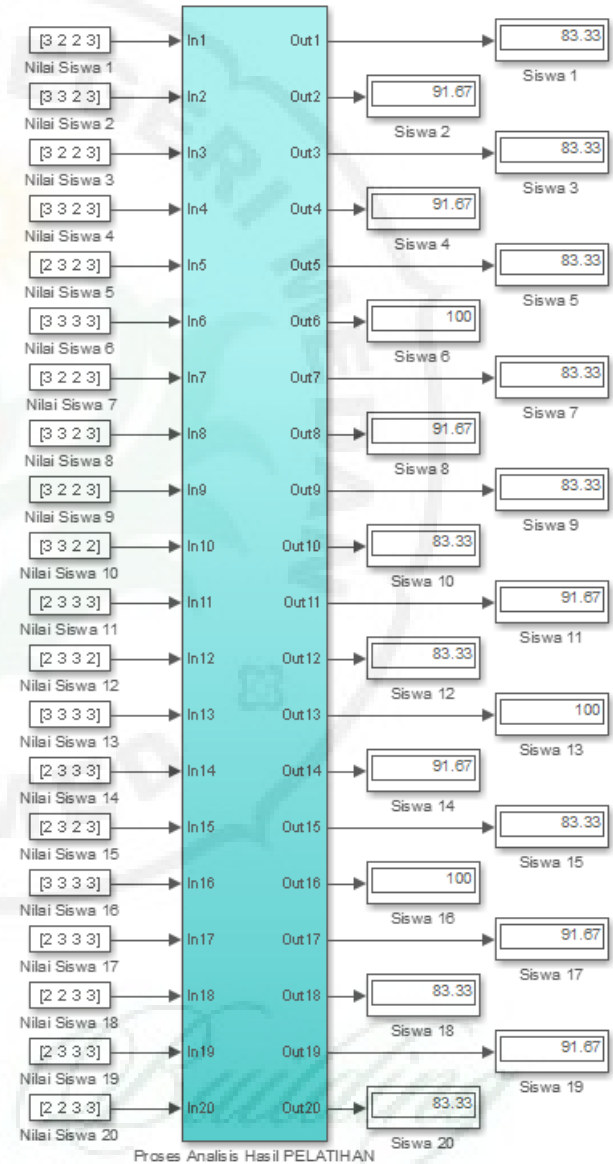 [3 2 2 3] In1 Out1 83.33
Nilai Siswa 1 Siswa 1
[3 3 2 3] In2 Out2 91.67
Nilai Siswa 2 Siswa 2
[3 2 2 3] In3 Out3 83.33
Nilai Siswa 3 Siswa 3
[3 3 2 3] In4 Out4 91.67
Nilai Siswa 4 Siswa 4
[2 3 2 3] In5 Out5 83.33
Nilai Siswa 5 Siswa 5
[3 3 3 3] In6 Out6 100
Nilai Siswa 6 Siswa 6
[3 2 2 3] In7 Out7 83.33
Nilai Siswa 7 Siswa 7
[3 3 2 3] In8 Out8 91.67
Nilai Siswa 8 Siswa 8
[3 2 2 3] In9 Out9 83.33
Nilai Siswa 9 Siswa 9
[3 3 2 2] In10 Out10 83.33
Nilai Siswa 10 Siswa 10
[2 3 3 3] In11 Out11 91.67
Nilai Siswa 11 Siswa 11
[2 3 3 2] In12 Out12 83.33
Nilai Siswa 12 Siswa 12
[3 3 3 3] In13 Out13 100
Nilai Siswa 13 Siswa 13
[2 3 3 3] In14 Out14 91.67
Nilai Siswa 14 Siswa 14
[2 3 2 3] In15 Out15 83.33
Nilai Siswa 15 Siswa 15
[3 3 3 3] In16 Out16 100
Nilai Siswa 16 Siswa 16
[2 3 3 3] In17 Out17 91.67
Nilai Siswa 17 Siswa 17
[2 2 3 3] In18 Out18 83.33
Nilai Siswa 18 Siswa 18
[2 3 3 3] In19 Out19 91.67
Nilai Siswa 19 Siswa 19
[2 2 3 3] In20 Out20 83.33
Nilai Siswa 20 Siswa 20
Proses Analisis Hasil PELATIHAN